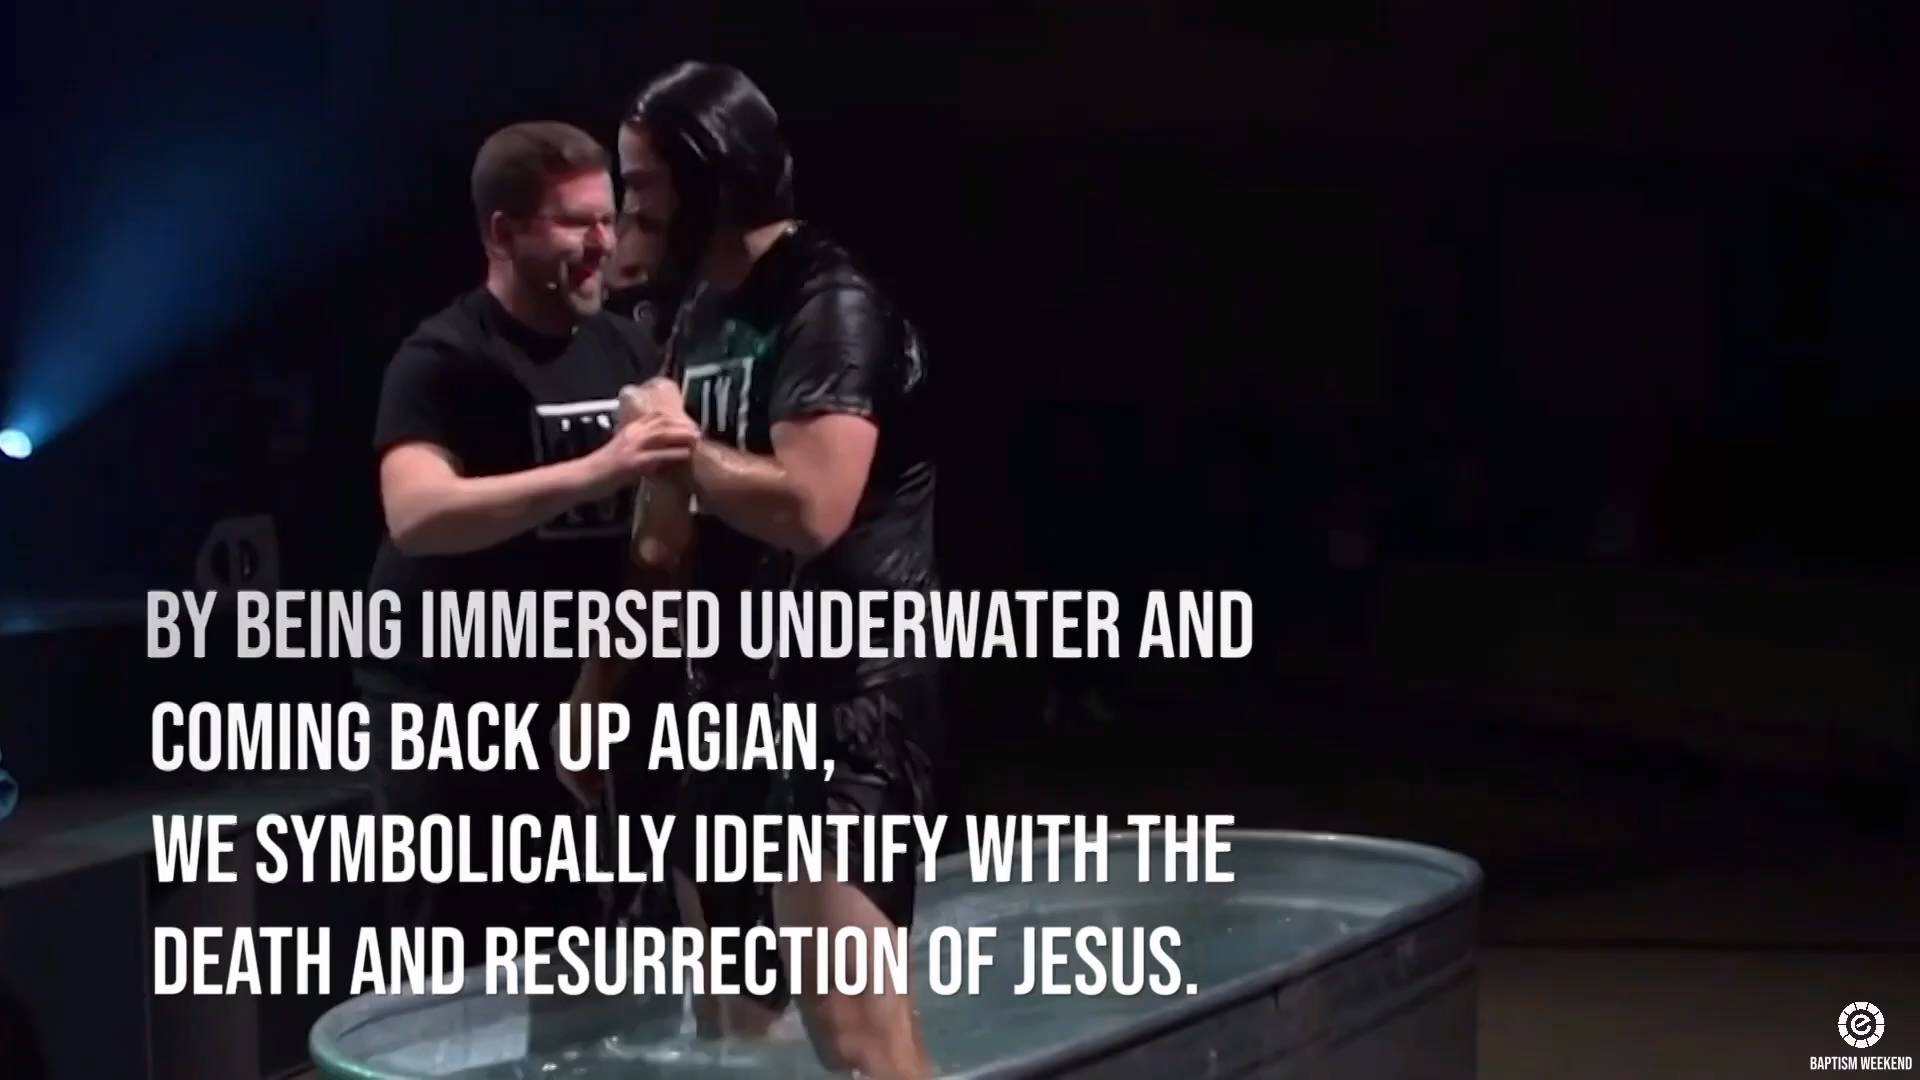 BY BEING IMMERSED UNDERWATER AND
COMING BACK UP AGIAN,
WE SYMBOLICALLY IDENTIFY WITH THE
DEATH AND RESURRECTION OF JESUS.
e
BAPTISM WEEKEND